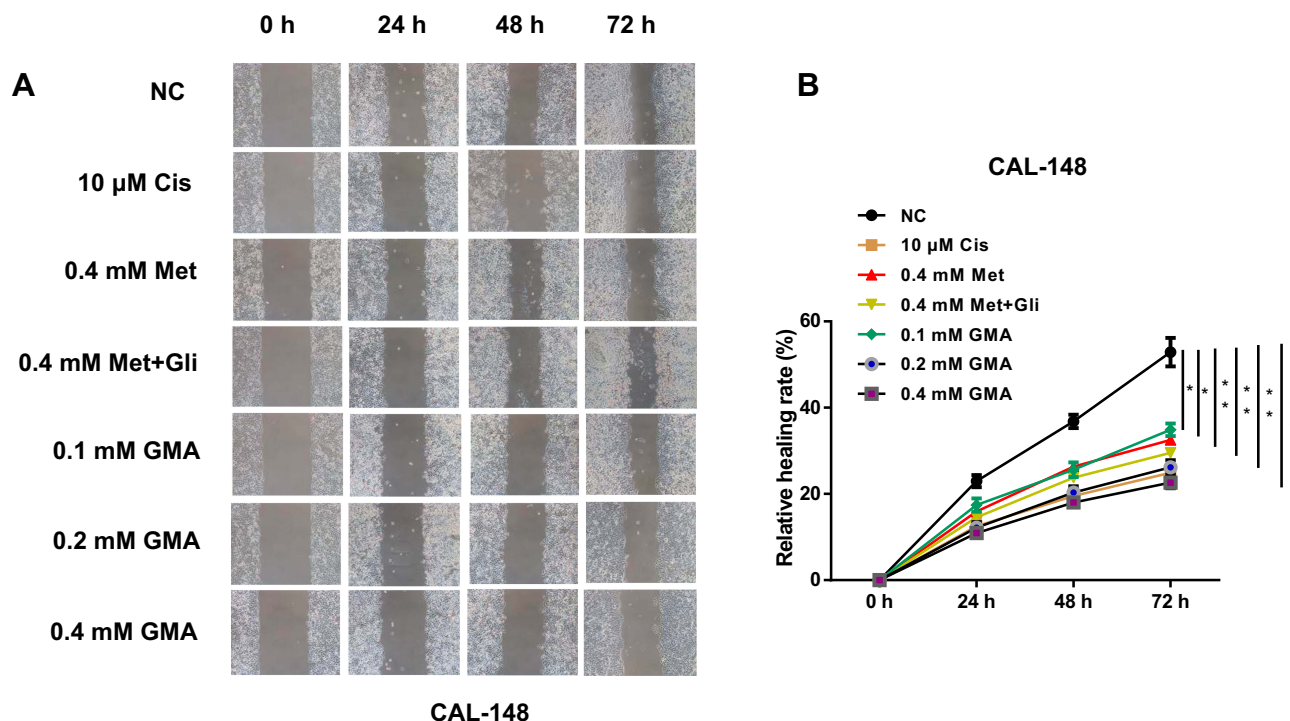 0 h 24 h 48 h 72 h
A
NC
10 µM Cis
0.4 mM Met
0.4 mM Met+Gli
0.1 mM GMA
0.2 mM GMA
0.4 mM GMA
CAL-148
B
CAL-148
NC
10 µM Cis
0.4 mM Met
0.4 mM Met+Gli
0.1 mM GMA
0.2 mM GMA
0.4 mM GMA
Relative healing rate (%)
60
40
20
0
0 h 24 h 48 h 72 h
* * ** ** **